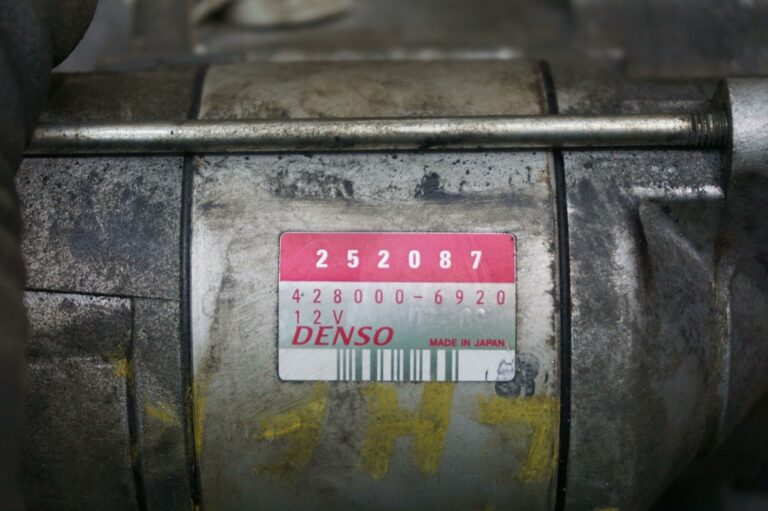 252087
428000-6920
12V
DENSO MADE IN JAPAN